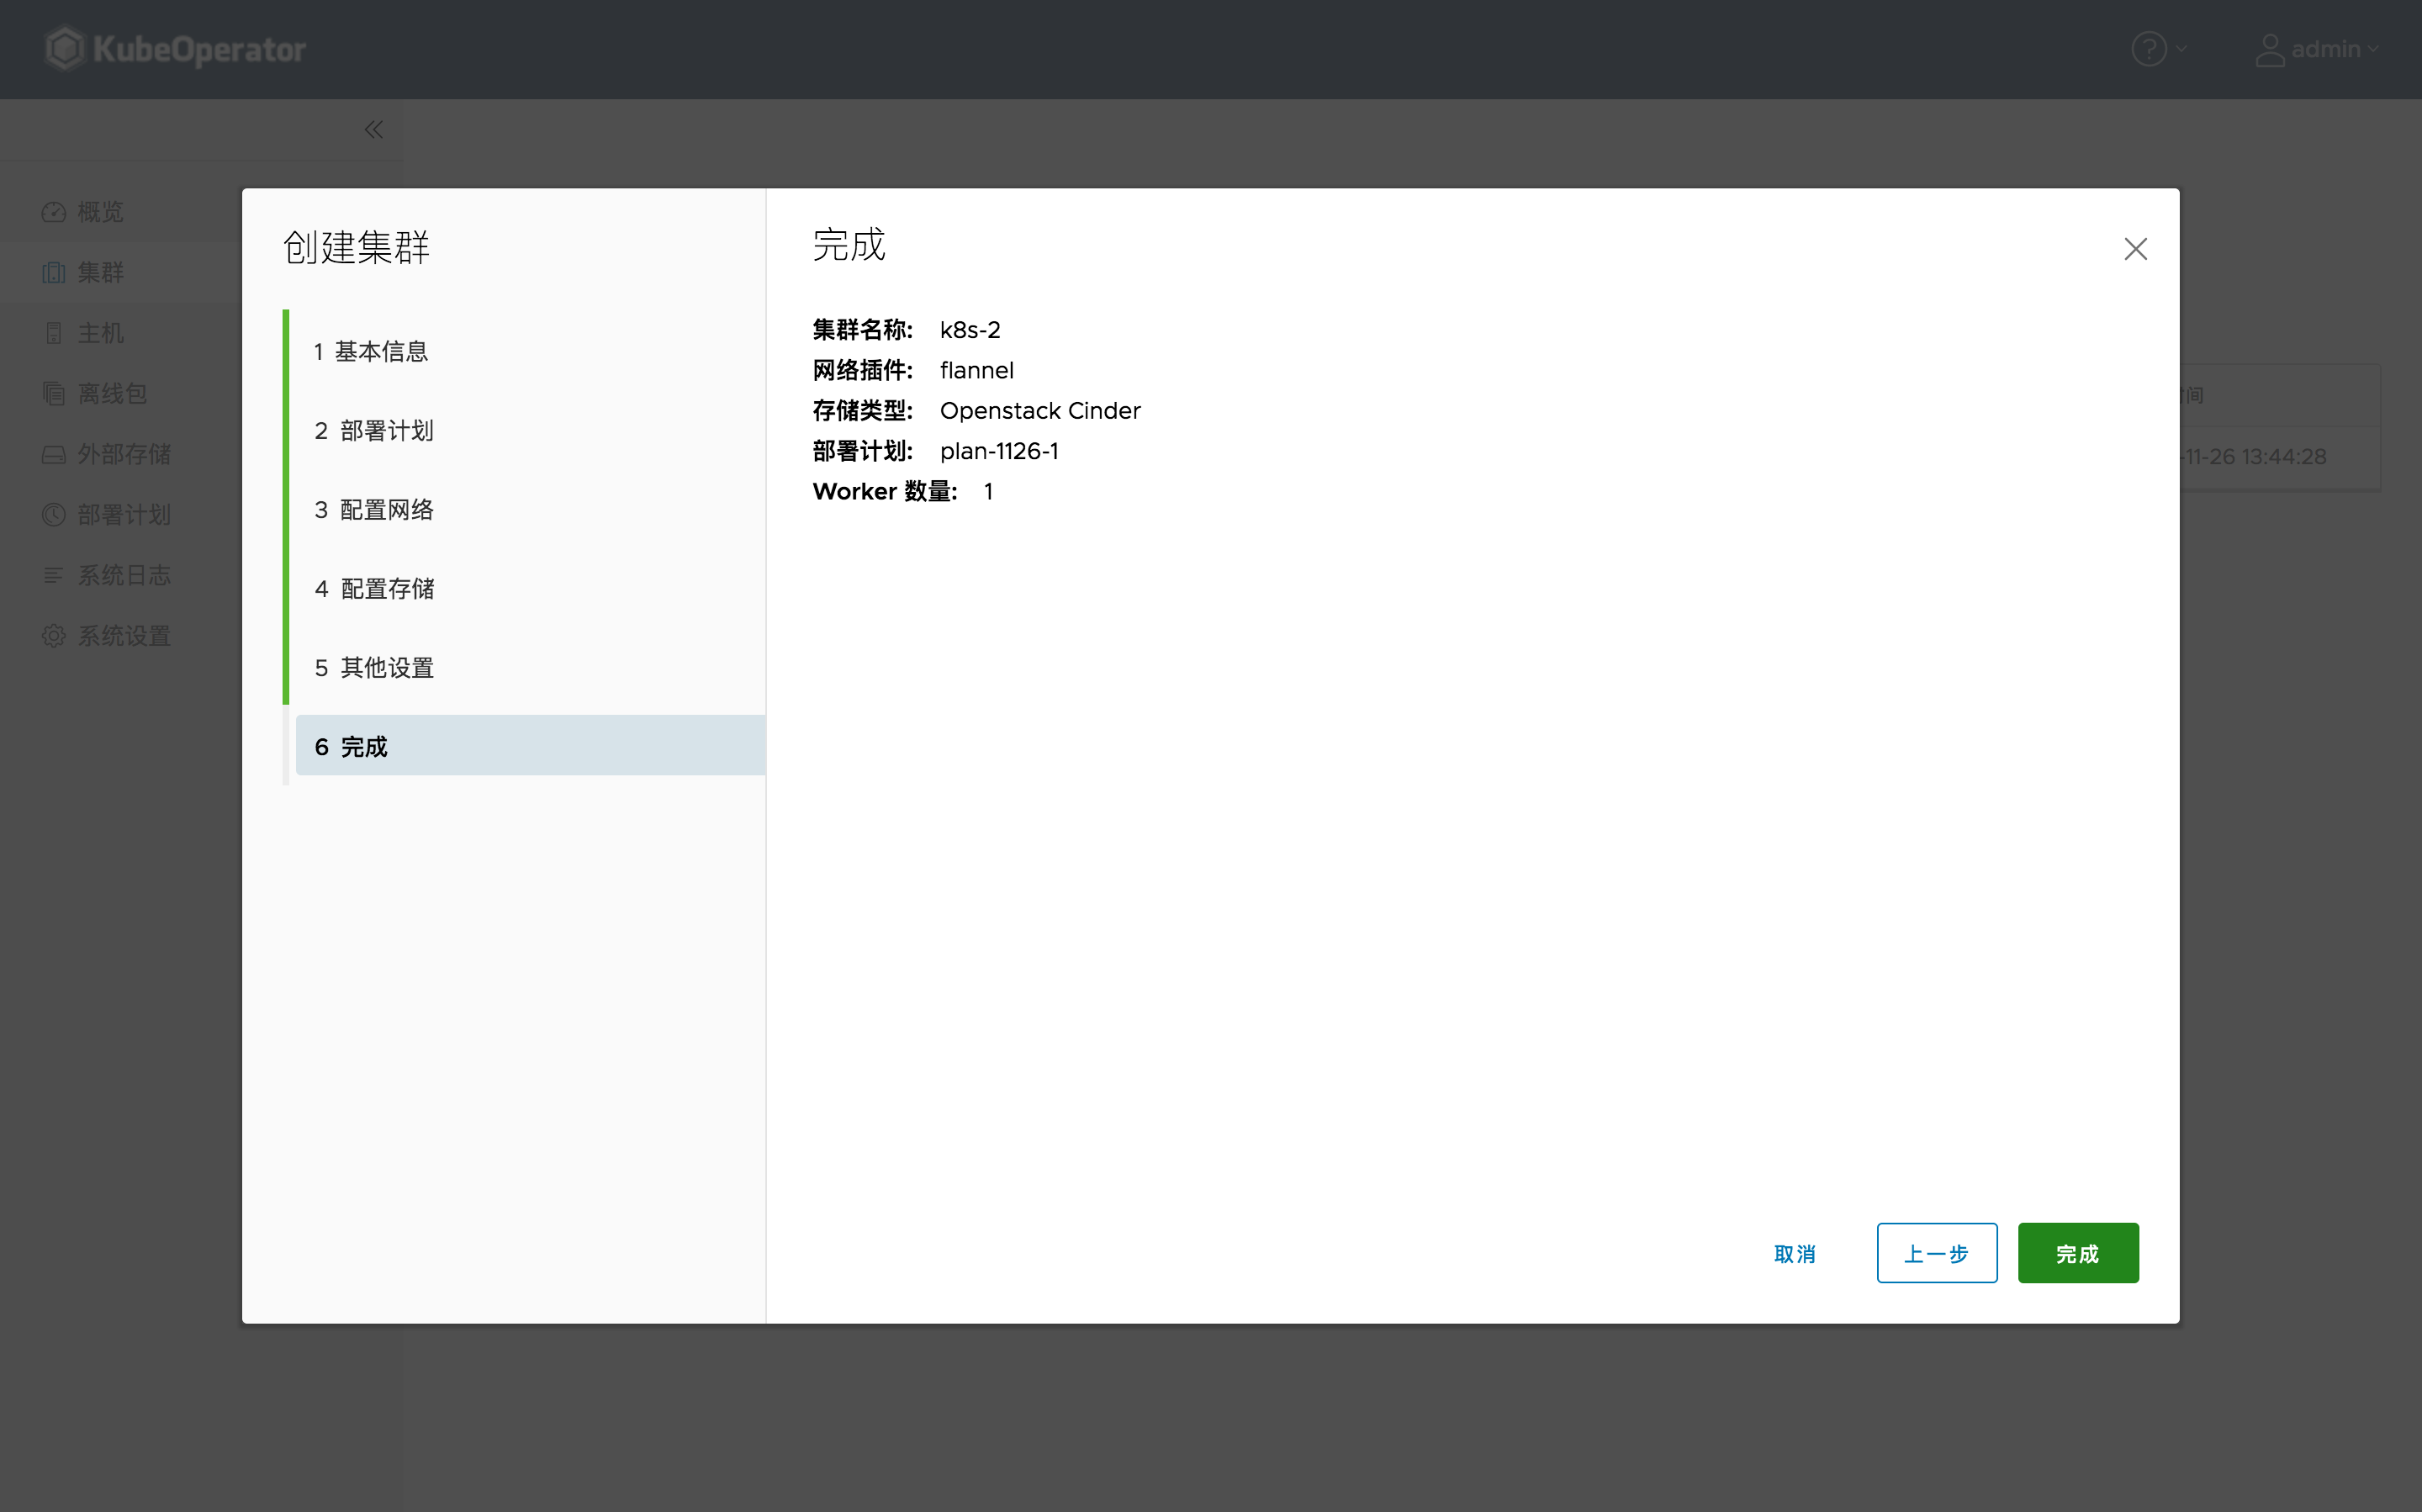 KubeOperator
? admin
概览
集群
主机
离线包
外部存储
部署计划
系统日志
系统设置
创建集群
1 基本信息
2 部署计划
3 配置网络
4 配置存储
5 其他设置
6 完成
完成
集群名称: k8s-2
网络插件: flannel
存储类型: Openstack Cinder
部署计划: plan-1126-1
Worker 数量: 1
间
-11-26 13:44:28
取消
上一步
完成